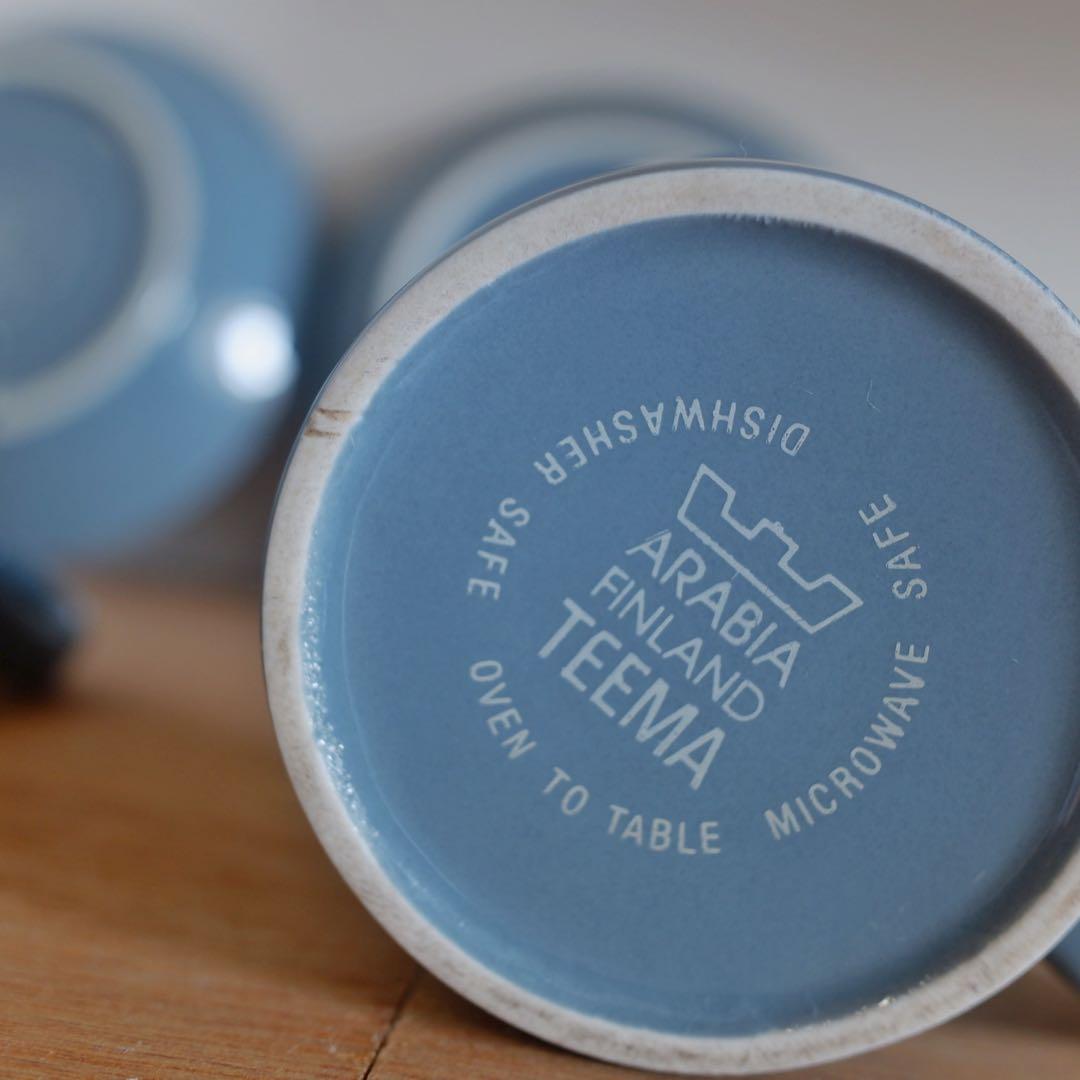 ARABIA
FINLAND
TEEMA
DISHWASHER SAFE
OVEN TO TABLE
MICROWAVE SAFE